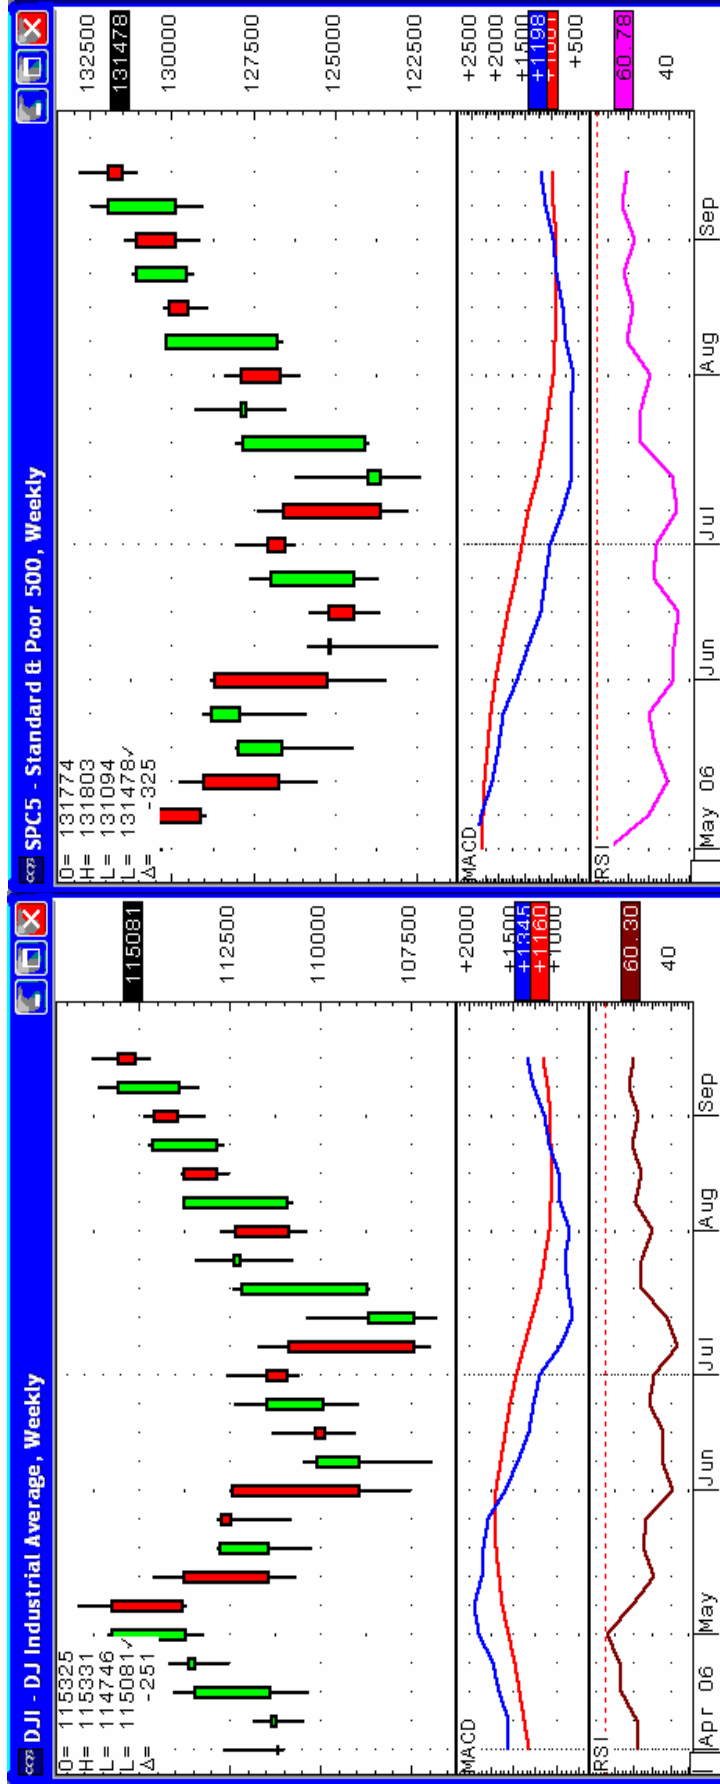 CQG DJI - DJ Industrial Average, Weekly
O= 115325
H= 115331
L= 114746
L= 115081✓
Δ= -251
115081
112500
110000
107500
MACD
+2000
+1500
+1345
+1160
+1000
RSI
60.30
40
Apr 06 May Jun Jul Aug Sep
CQG SPC5 - Standard & Poor 500, Weekly
O= 131774
H= 131803
L= 131094
L= 131478✓
Δ= -325
132500
131478
130000
127500
125000
122500
MACD
+2500
+2000
+1500
+1198
+500
RSI
60.78
40
May 06 Jun Jul Aug Sep